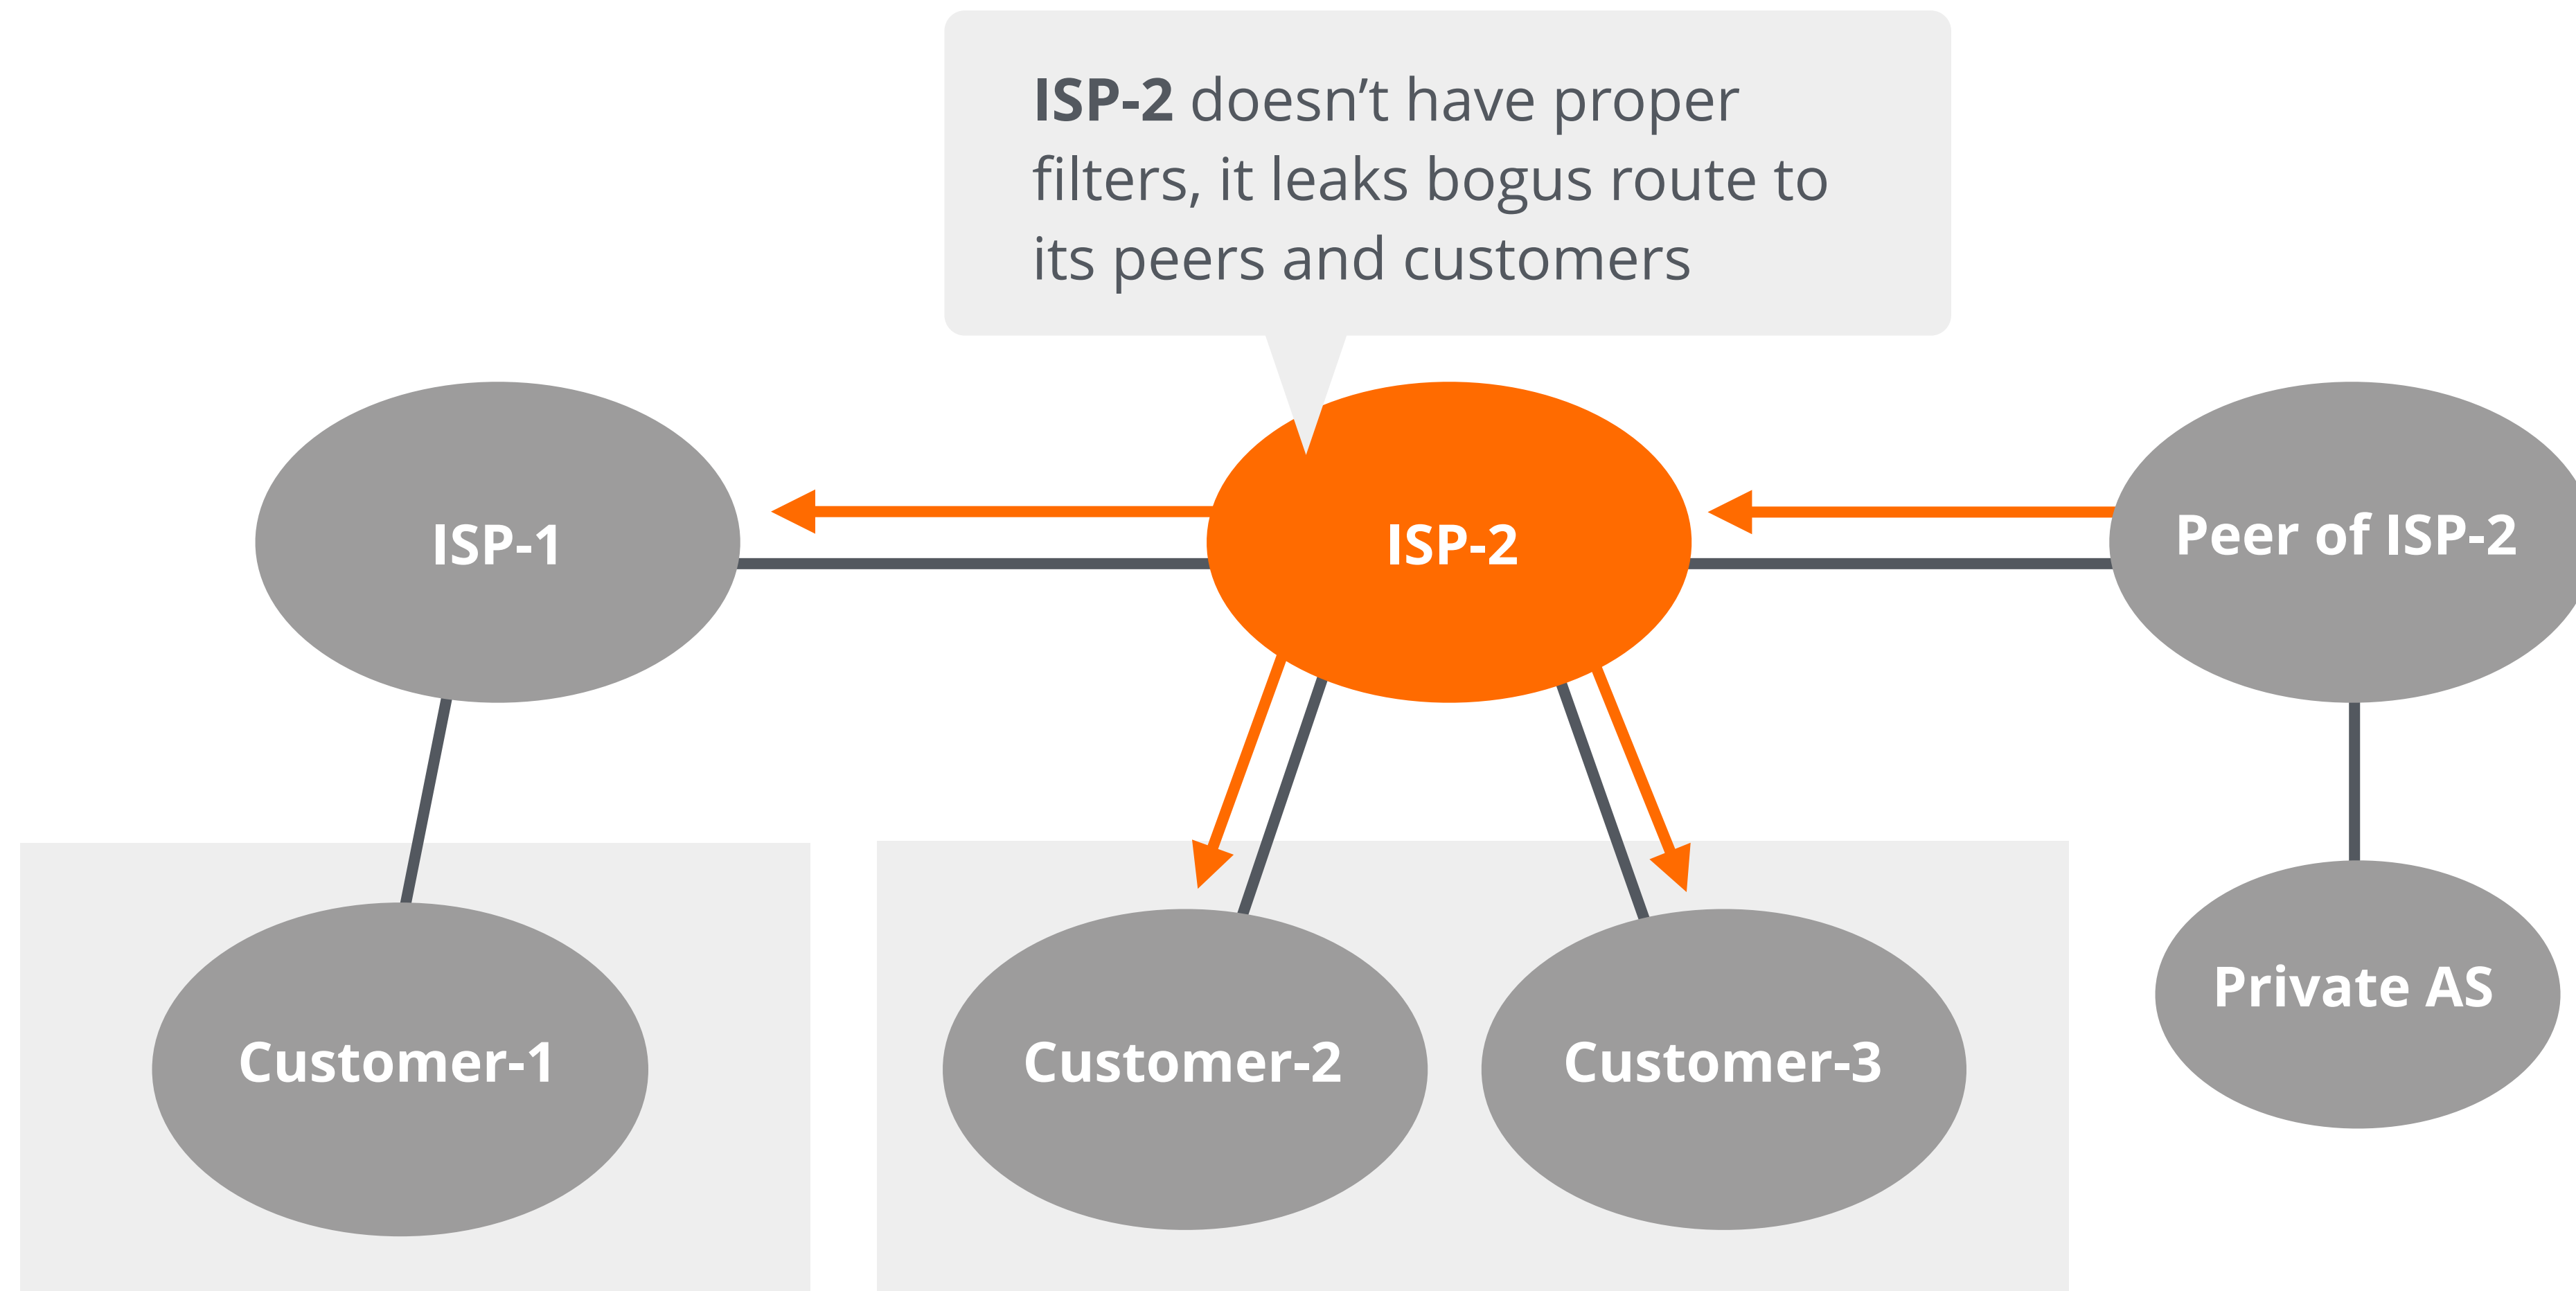 ISP-2 doesn’t have proper
filters, it leaks bogus route to
its peers and customers
ISP-1
ISP-2
Peer of ISP-2
Customer-1
Customer-2
Customer-3
Private AS